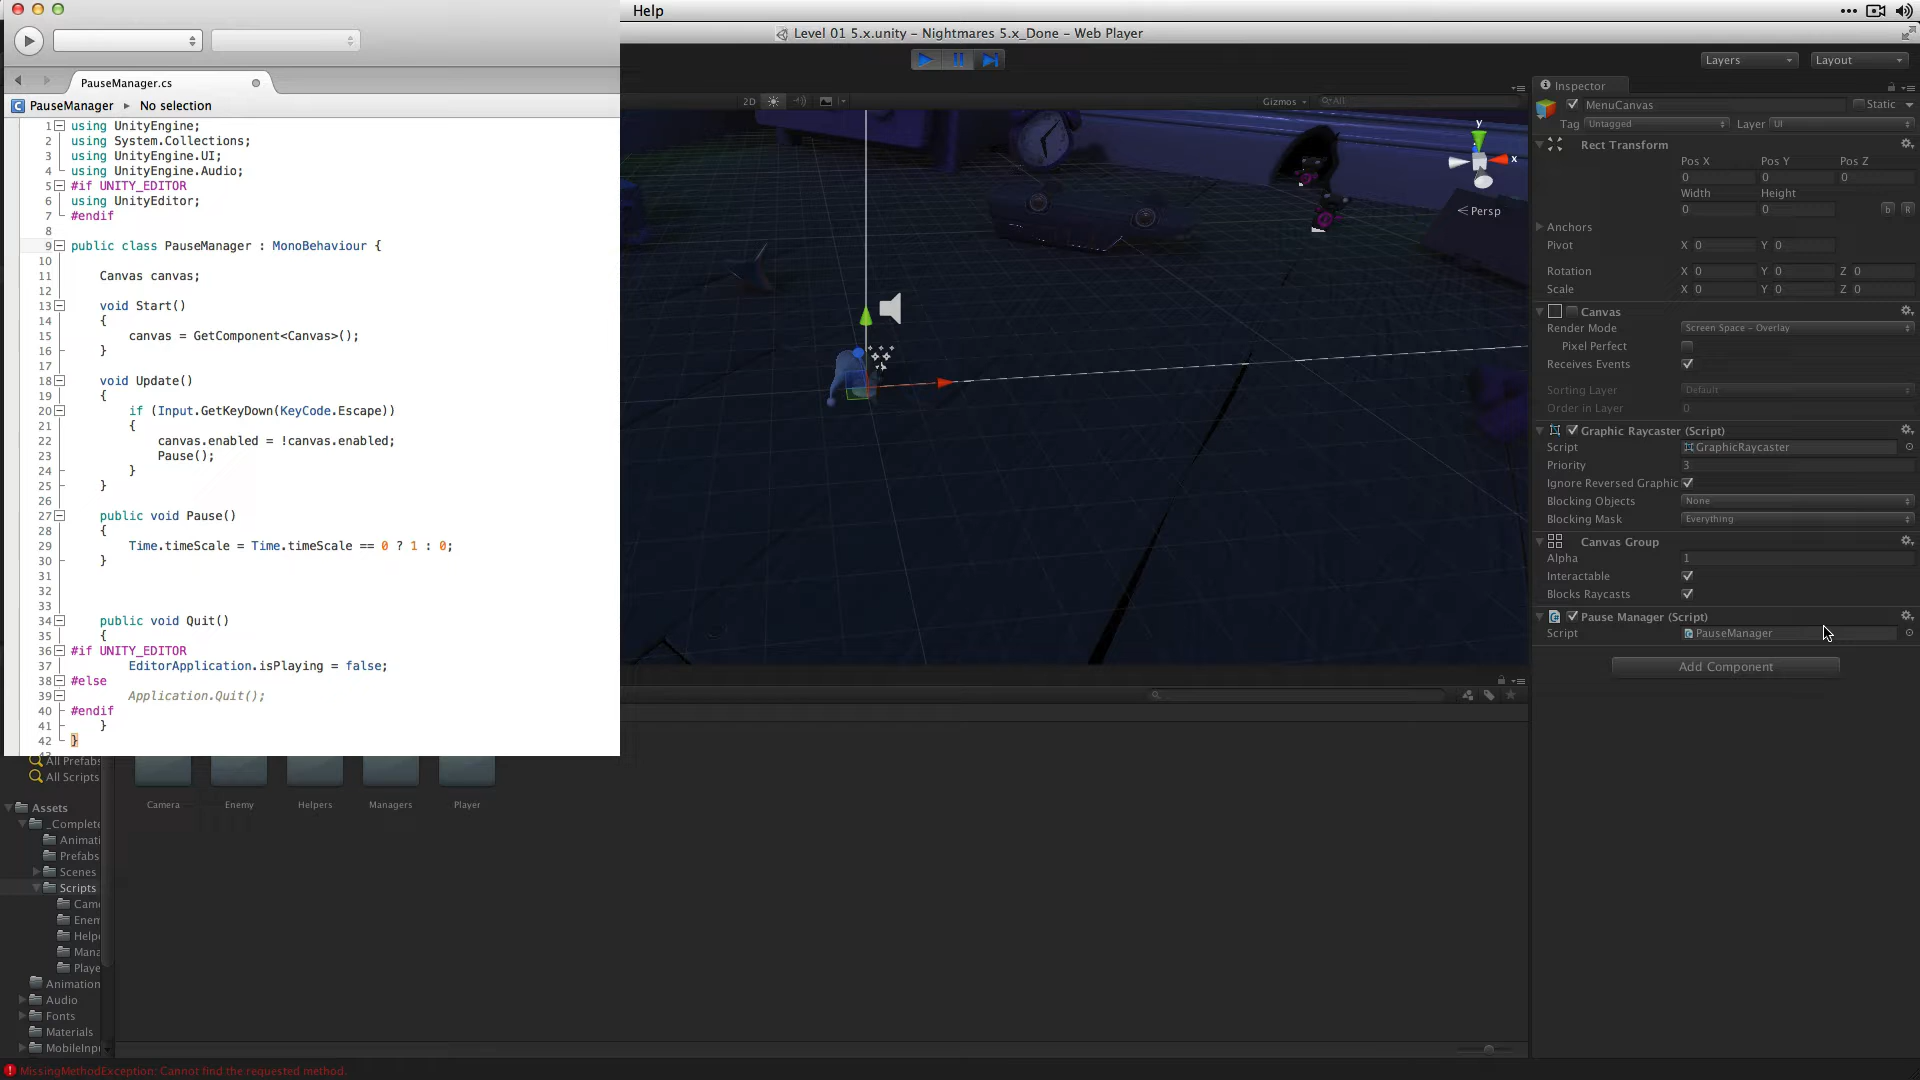 Help
Level 01 5.x.unity – Nightmares 5.x_Done – Web Player
Layers
Layout
PauseManager.cs
PauseManager
No selection
1 using UnityEngine;
2 using System.Collections;
3 using UnityEngine.UI;
4 using UnityEngine.Audio;
5 #if UNITY_EDITOR
6 using UnityEditor;
7 #endif
8
9 public class PauseManager : MonoBehaviour {
10
11 Canvas canvas;
12
13 void Start()
14 {
15 canvas = GetComponent<Canvas>();
16 }
17
18 void Update()
19 {
20 if (Input.GetKeyDown(KeyCode.Escape))
21 {
22 canvas.enabled = !canvas.enabled;
23 Pause();
24 }
25 }
26
27 public void Pause()
28 {
29 Time.timeScale = Time.timeScale == 0 ? 1 : 0;
30 }
31
32
33
34 public void Quit()
35 {
36 #if UNITY_EDITOR
37 EditorApplication.isPlaying = false;
38 #else
39 Application.Quit();
40 #endif
41 }
42 }
2D
Gizmos
All
y
x
Persp
Inspector
MenuCanvas
Static
Tag Untagged Layer UI
Rect Transform
Pos X Pos Y Pos Z
0 0 0
Width Height
0 0
b R
Anchors
Pivot X 0 Y 0
Rotation X 0 Y 0 Z 0
Scale X 0 Y 0 Z 0
Canvas
Render Mode Screen Space – Overlay
Pixel Perfect
Receives Events
Sorting Layer Default
Order in Layer 0
Graphic Raycaster (Script)
Script GraphicRaycaster
Priority 3
Ignore Reversed Graphic
Blocking Objects None
Blocking Mask Everything
Canvas Group
Alpha 1
Interactable
Blocks Raycasts
Pause Manager (Script)
Script PauseManager
Add Component
All Prefabs
All Scripts
Assets
_Complete
Animati
Prefabs
Scenes
Scripts
Came
Enem
Helpe
Mana
Playe
Animation
Audio
Fonts
Materials
MobileInpu
Camera
Enemy
Helpers
Managers
Player
MissingMethodException: Cannot find the requested method.